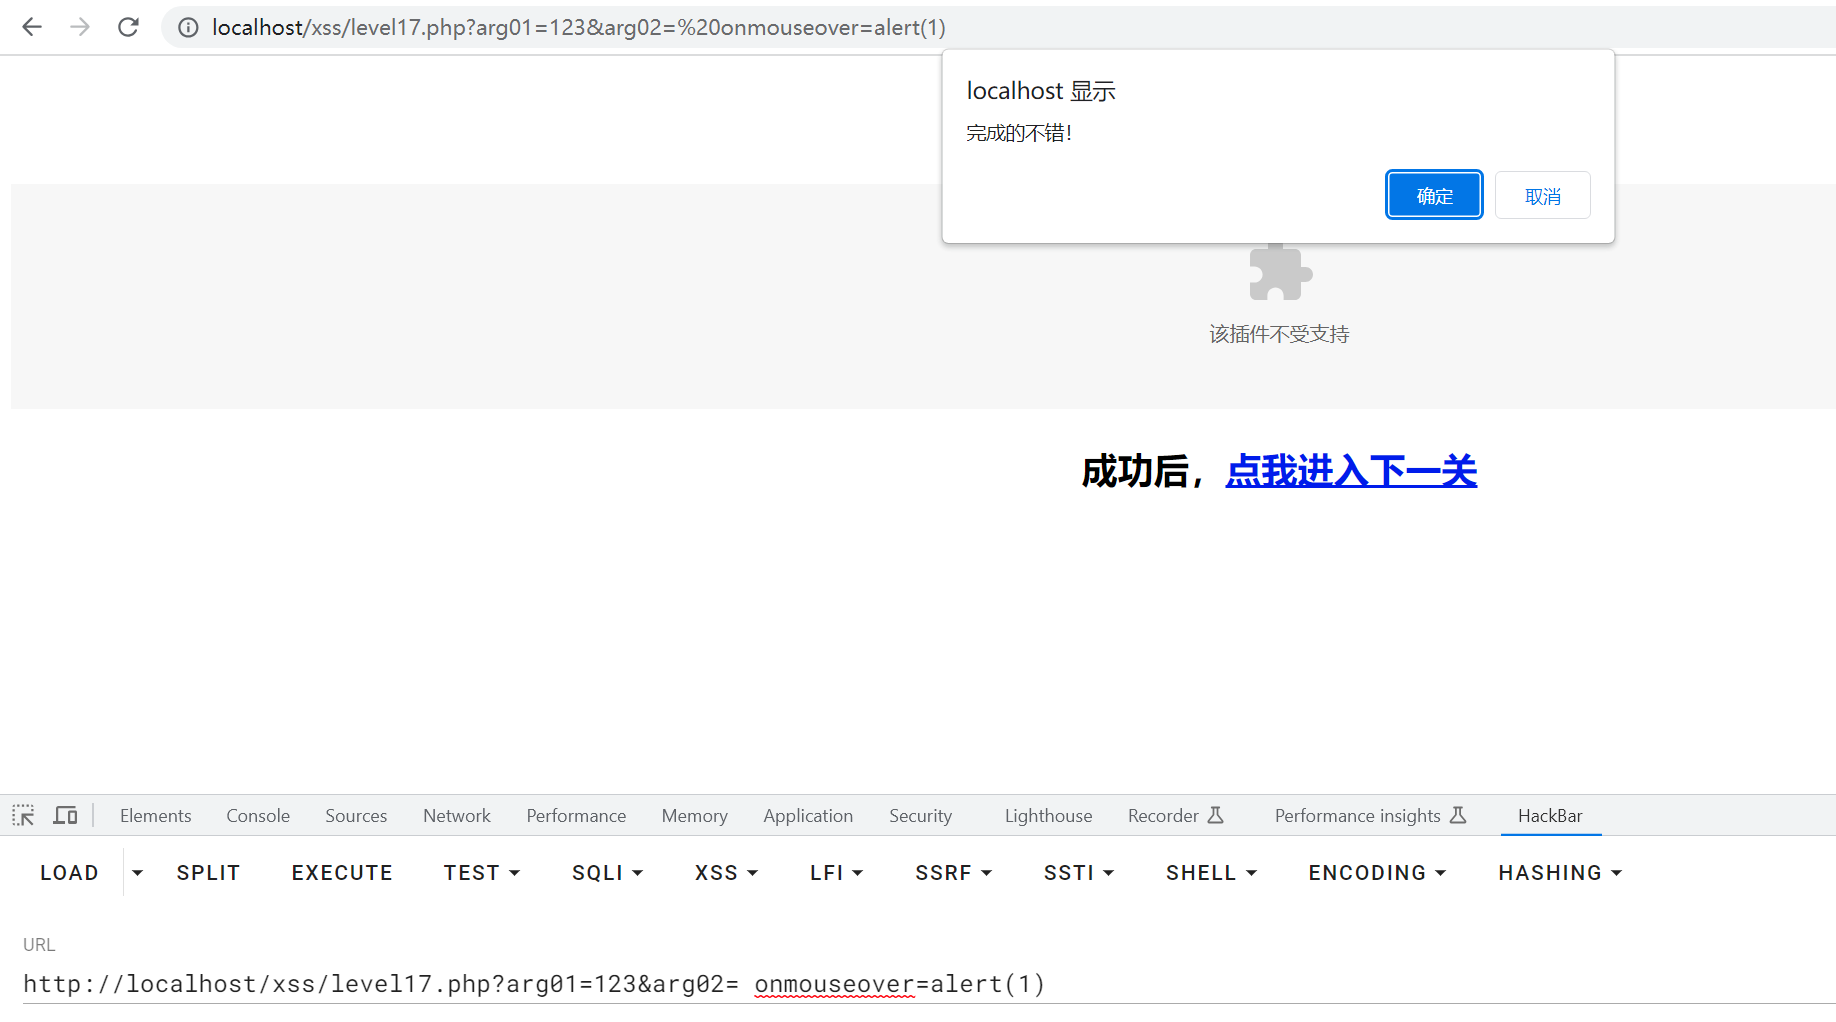 localhost/xss/level17.php?arg01=123&arg02=%20onmouseover=alert(1)
localhost 显示
完成的不错!
确定 取消
该插件不受支持
成功后，点我进入下一关
Elements Console Sources Network Performance Memory Application Security Lighthouse Recorder Performance insights HackBar
LOAD SPLIT EXECUTE TEST SQLI XSS LFI SSRF SSTI SHELL ENCODING HASHING
URL
http://localhost/xss/level17.php?arg01=123&arg02= onmouseover=alert(1)